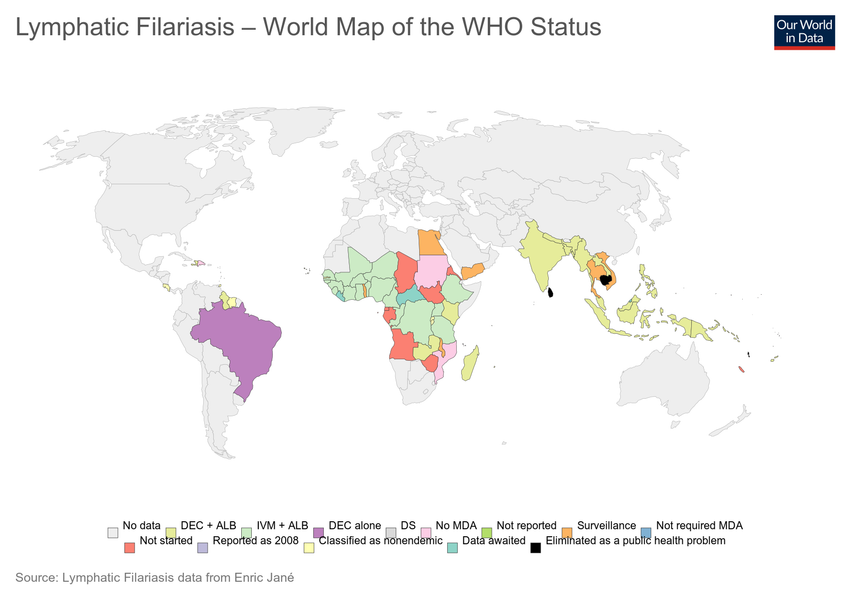 Lymphatic Filariasis – World Map of the WHO Status
Our World
in Data
No data
DEC + ALB
IVM + ALB
DEC alone
DS
No MDA
Not reported
Surveillance
Not required MDA
Not started
Reported as 2008
Classified as nonendemic
Data awaited
Eliminated as a public health problem
Source: Lymphatic Filariasis data from Enric Jané